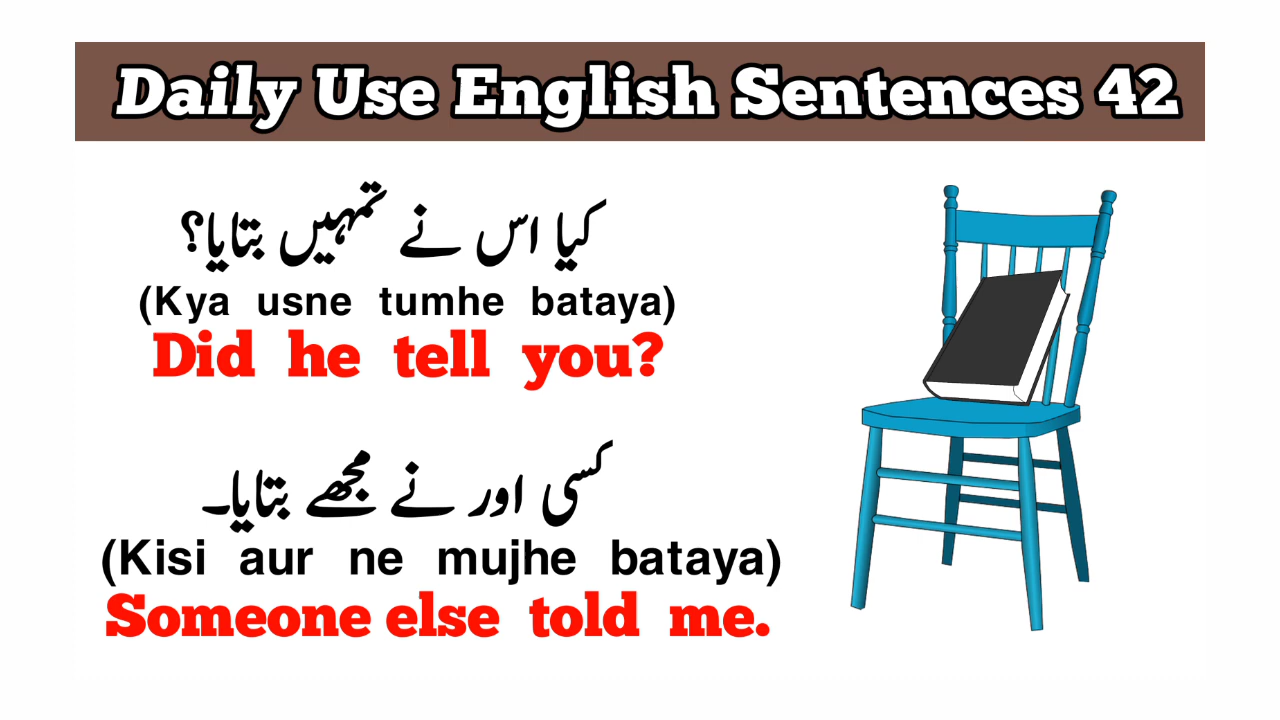 Daily Use English Sentences 42
کیا اس نے تمہیں بتایا؟
(Kya usne tumhe bataya)
Did he tell you?
کسی اور نے مجھے بتایا۔
(Kisi aur ne mujhe bataya)
Someone else told me.